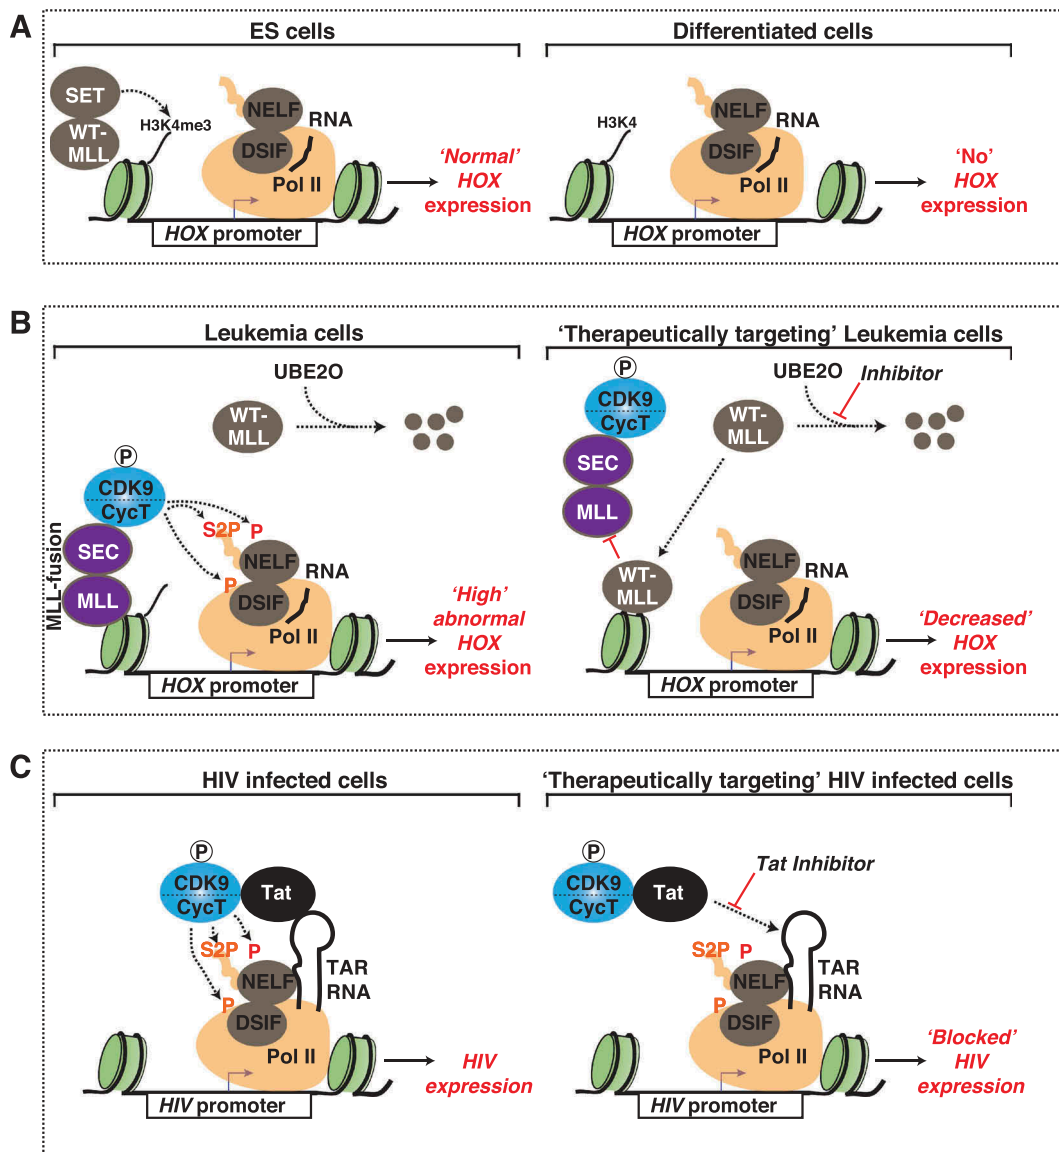 A
ES cells
Differentiated cells
SET
WT-
MLL
H3K4me3
NELF
RNA
DSIF
Pol II
'Normal'
HOX
expression
HOX promoter
H3K4
NELF
RNA
DSIF
Pol II
'No'
HOX
expression
HOX promoter
B
Leukemia cells
'Therapeutically targeting' Leukemia cells
UBE2O
WT-
MLL
P
CDK9
CycT
SEC
MLL
MLL-fusion
S2P P
NELF
P
RNA
DSIF
Pol II
'High'
abnormal
HOX
expression
HOX promoter
P
CDK9
CycT
SEC
MLL
UBE2O
Inhibitor
WT-
MLL
WT-
MLL
NELF
RNA
DSIF
Pol II
'Decreased'
HOX
expression
HOX promoter
C
HIV infected cells
'Therapeutically targeting' HIV infected cells
P
CDK9
CycT
Tat
S2P P
NELF
TAR
RNA
P
DSIF
Pol II
HIV
expression
HIV promoter
P
CDK9
CycT
Tat
Tat Inhibitor
S2P P
NELF
TAR
RNA
P
DSIF
Pol II
'Blocked'
HIV
expression
HIV promoter